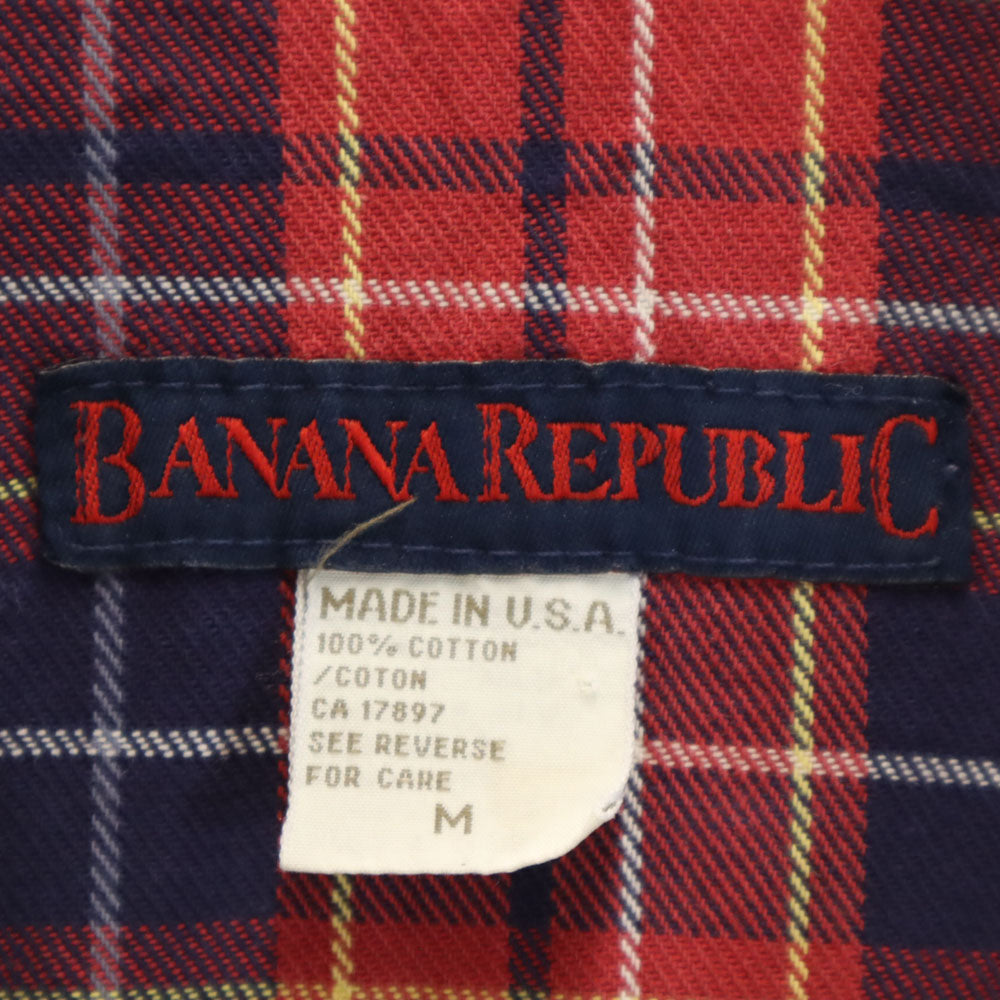 BANANA REPUBLIC
MADE IN U.S.A.
100% COTTON
/COTON
CA 17897
SEE REVERSE
FOR CARE
M